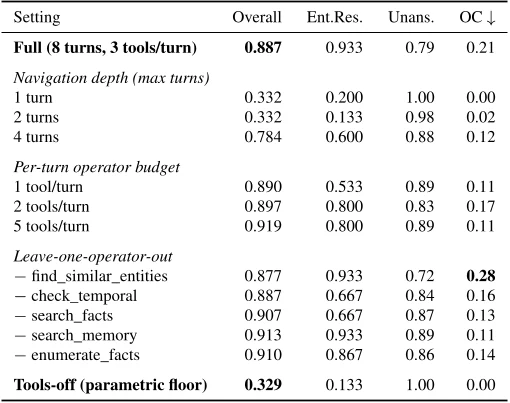 Setting Overall Ent.Res. Unans. OC ↓
Full (8 turns, 3 tools/turn) 0.887 0.933 0.79 0.21
Navigation depth (max turns)
1 turn 0.332 0.200 1.00 0.00
2 turns 0.332 0.133 0.98 0.02
4 turns 0.784 0.600 0.88 0.12
Per-turn operator budget
1 tool/turn 0.890 0.533 0.89 0.11
2 tools/turn 0.897 0.800 0.83 0.17
5 tools/turn 0.919 0.800 0.89 0.11
Leave-one-operator-out
− find_similar_entities 0.877 0.933 0.72 0.28
− check_temporal 0.887 0.667 0.84 0.16
− search_facts 0.907 0.667 0.87 0.13
− search_memory 0.913 0.933 0.89 0.11
− enumerate_facts 0.910 0.867 0.86 0.14
Tools-off (parametric floor) 0.329 0.133 1.00 0.00